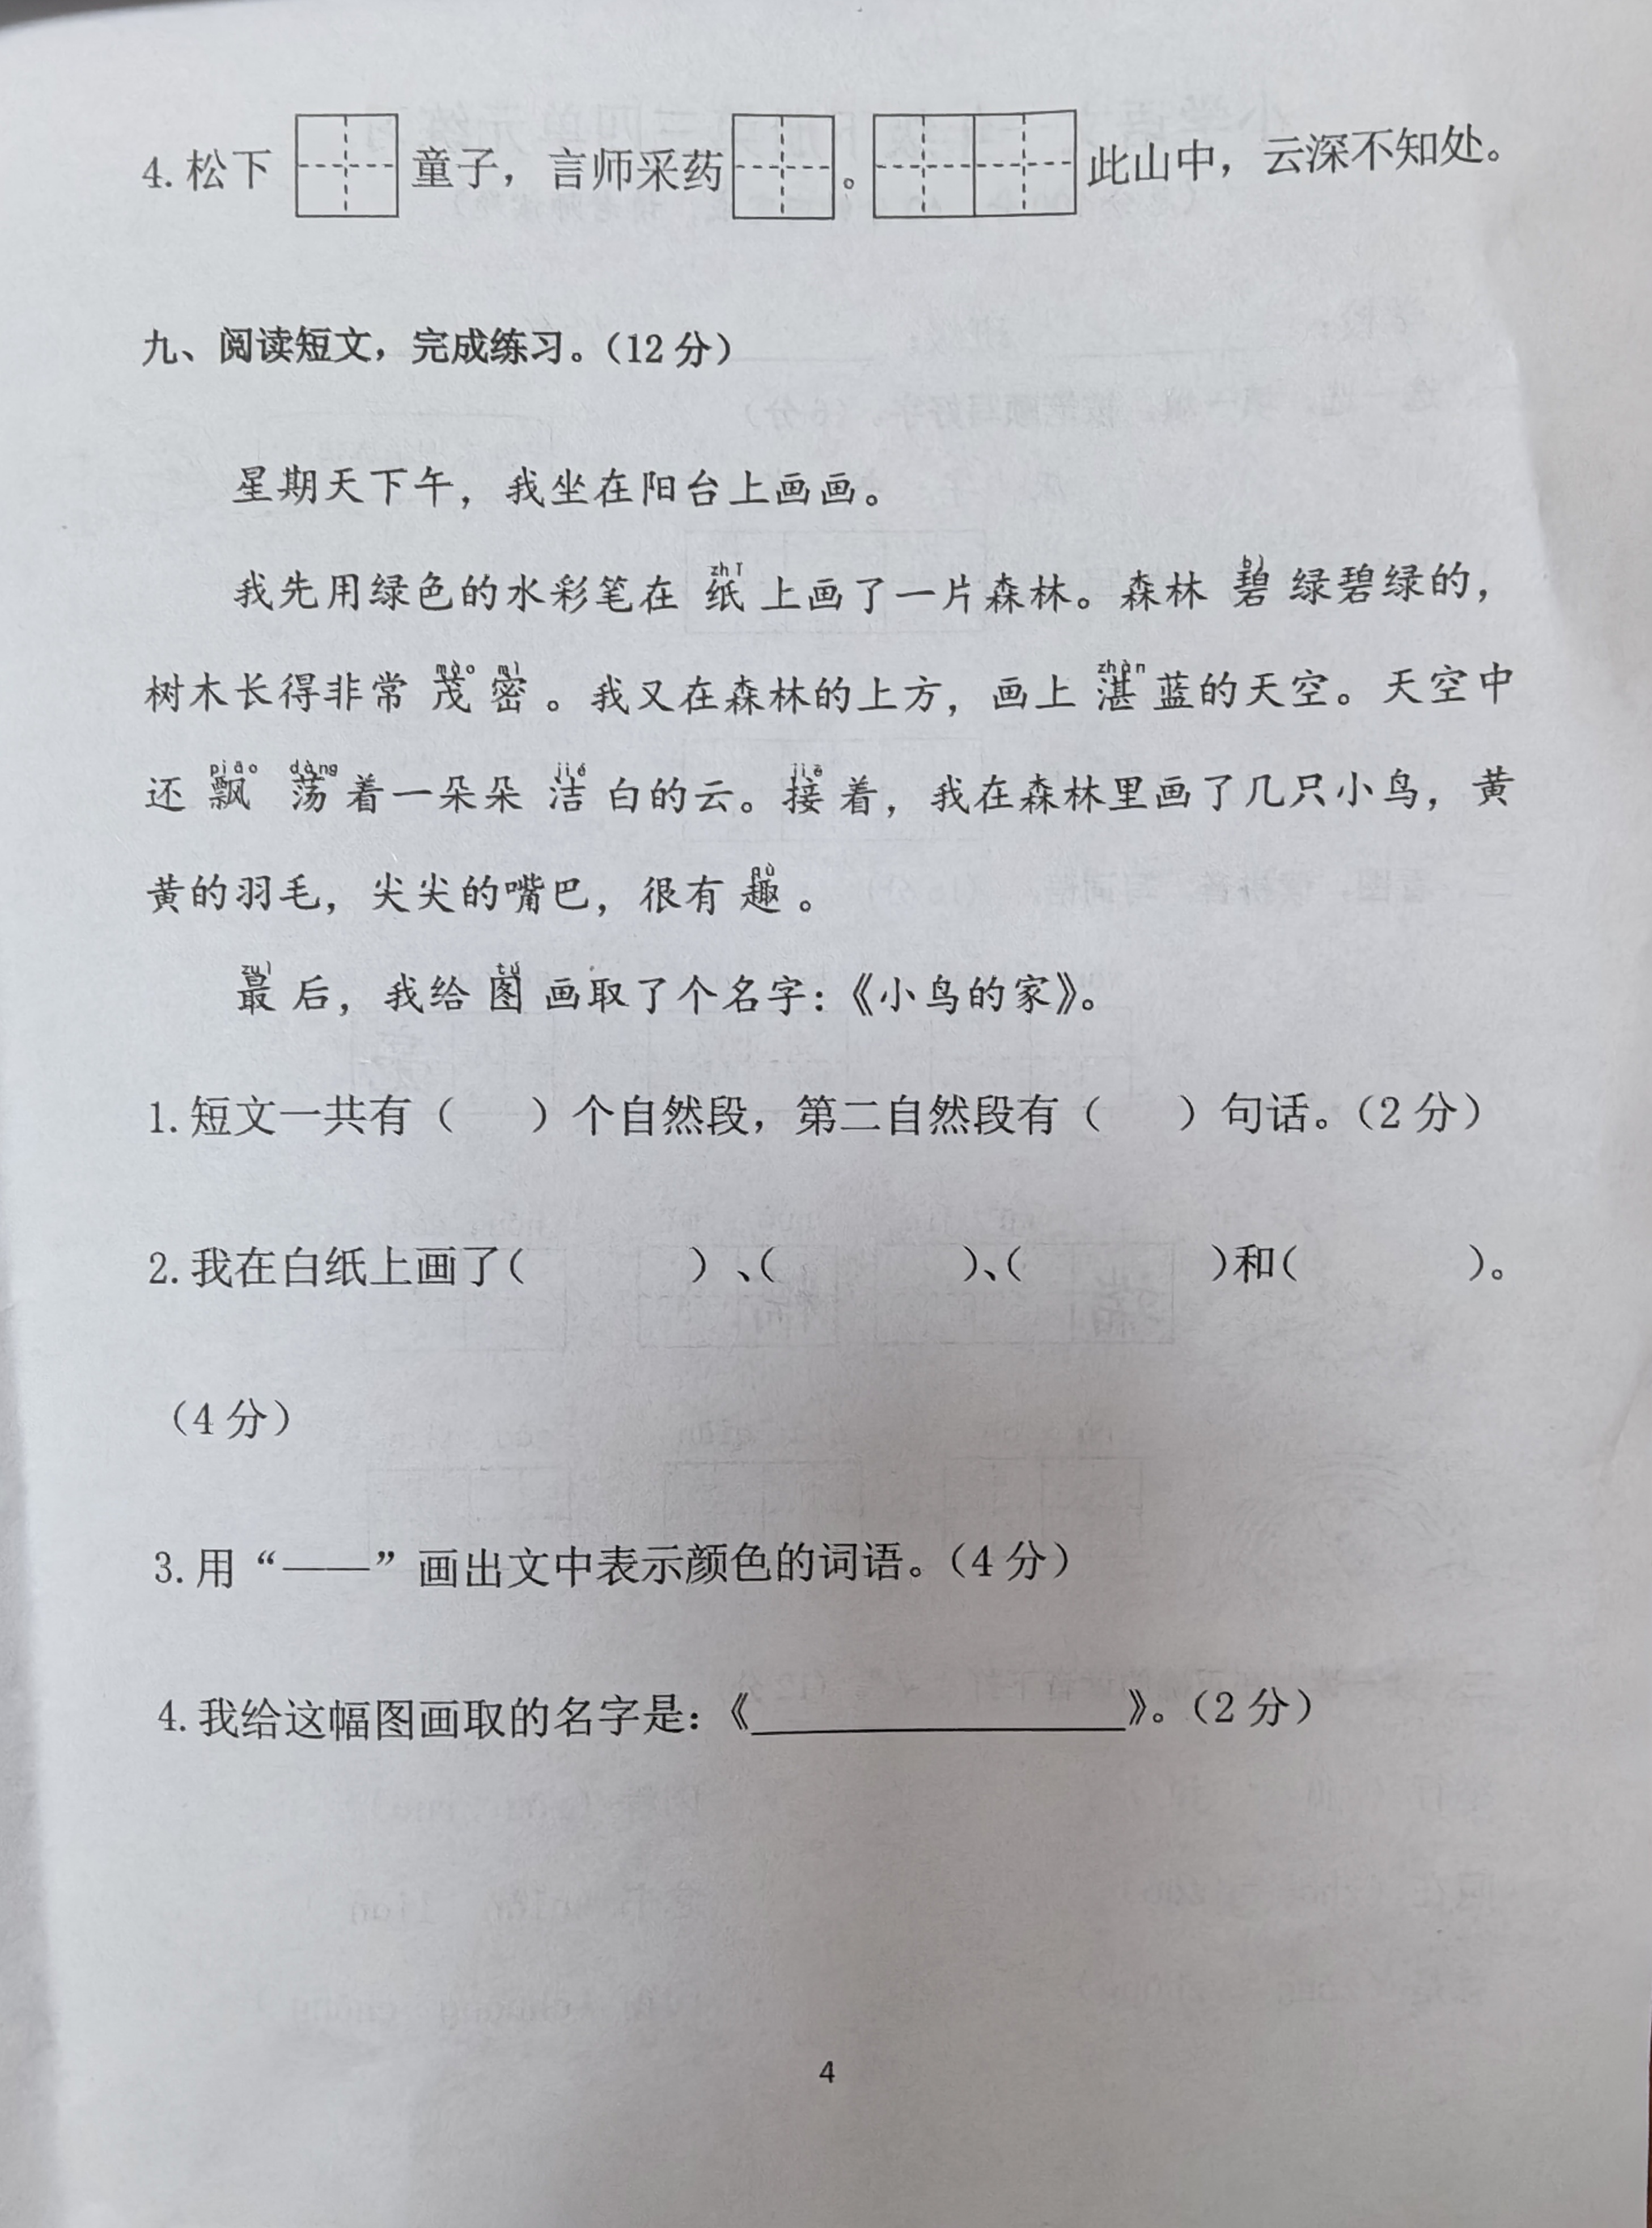 4.松下童子，言师采药。此山中，云深不知处。
九、阅读短文，完成练习。（12分）
星期天下午，我坐在阳台上画画。
zhǐ bì
我先用绿色的水彩笔在 纸 上画了一片森林。森林 碧 绿碧绿的，
mào mì zhàn
树木长得非常 茂 密 。我又在森林的上方，画上 湛 蓝的天空。天空中
piāo dàng jié jiē
还 飘 荡 着一朵朵 洁 白的云。接 着，我在森林里画了几只小鸟，黄
qù
黄的羽毛，尖尖的嘴巴，很有 趣 。
zuì tú
最 后，我给 图 画取了个名字：《小鸟的家》。
1.短文一共有（ ）个自然段，第二自然段有（ ）句话。（2分）
2.我在白纸上画了（ ）、（ ）、（ ）和（ ）。
（4分）
3.用“——”画出文中表示颜色的词语。（4分）
4.我给这幅图画取的名字是：《______》。（2分）
4